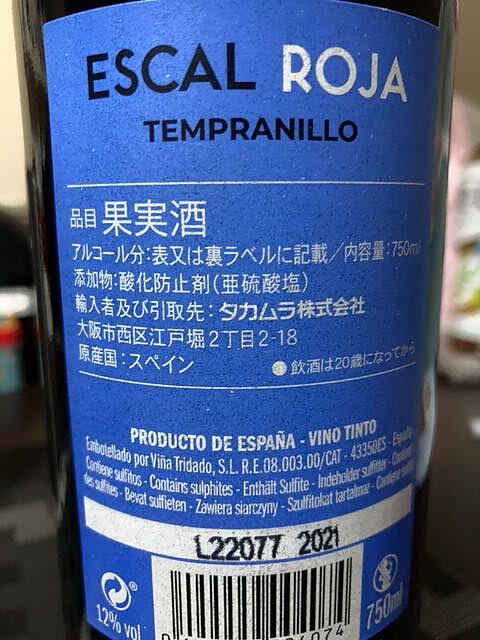 ESCAL ROJA
TEMPRANILLO
品目 果実酒
アルコール分:表又は裏ラベルに記載/内容量:750ml
添加物:酸化防止剤(亜硫酸塩)
輸入者及び引取先:タカムラ株式会社
大阪市西区江戸堀2丁目2-18
原産国:スペイン
飲酒は20歳になってから
PRODUCTO DE ESPAÑA - VINO TINTO
Embotellado por Viña Tridado, S.L. R.E.08.003.00/CAT - 43350ES - España
Contiene sulfitos - Contains sulphites - Enthält Sulfite - Indeholder sulfitter - Contient
des sulfites - Bevat sulfieten - Zawiera siarczyny - Szulfitokat tartalmaz - Contiene
L22077 2021
12% vol
750ml